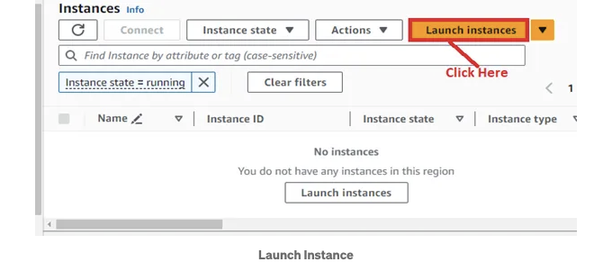 Instances Info
Connect Instance state ▼ Actions ▼ Launch instances ▼
Find Instance by attribute or tag (case-sensitive)
Click Here
Instance state = running X Clear filters < 1
Name Instance ID Instance state Instance type
No instances
You do not have any instances in this region
Launch instances
Launch Instance